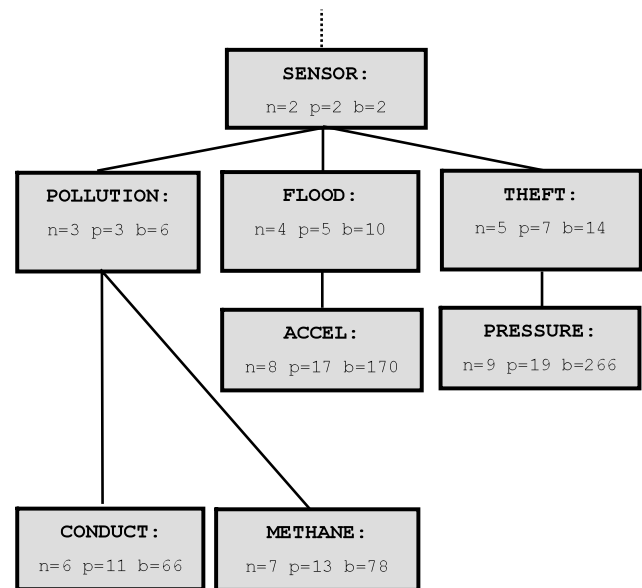 SENSOR:
n=2 p=2 b=2
POLLUTION:
n=3 p=3 b=6
FLOOD:
n=4 p=5 b=10
THEFT:
n=5 p=7 b=14
ACCEL:
n=8 p=17 b=170
PRESSURE:
n=9 p=19 b=266
CONDUCT:
n=6 p=11 b=66
METHANE:
n=7 p=13 b=78